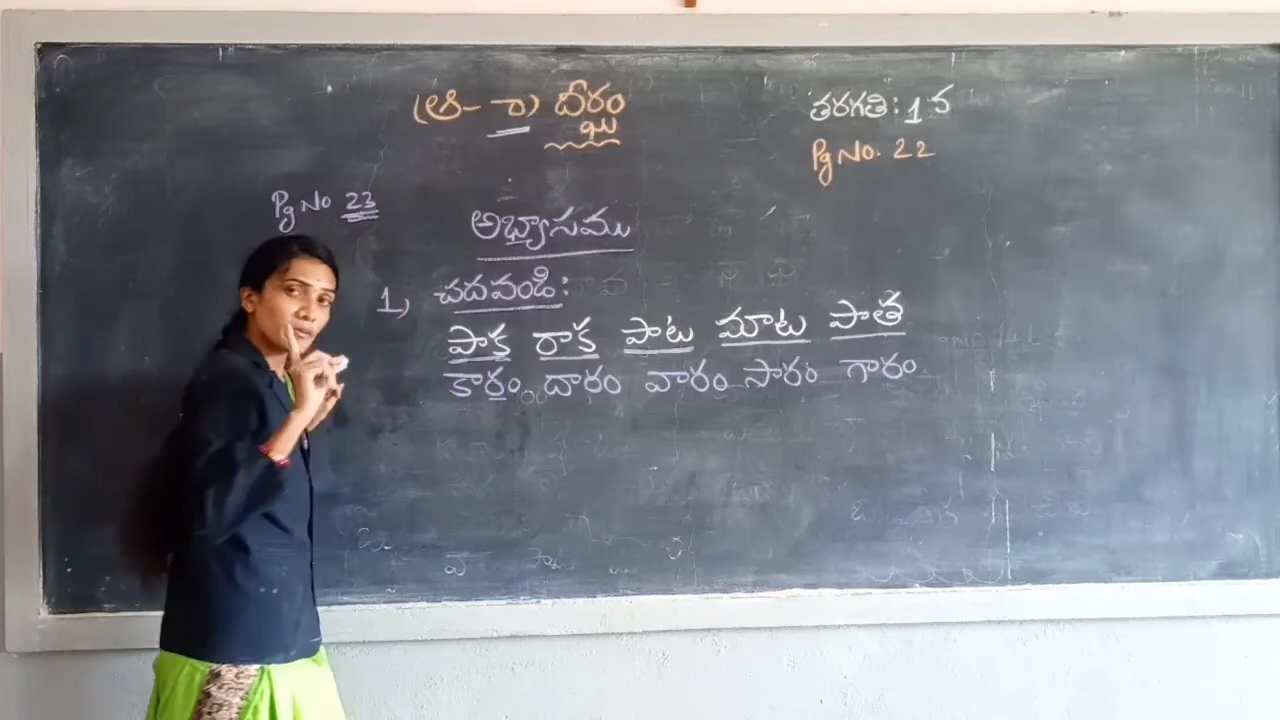 (ఆ- ా) దీర్ఘం
తరగతి: 1 వ
Pg No. 22
Pg No 23
అభ్యాసము
1, చదవండి:
పాక రాక పాట మాట పాత
కారం దారం వారం సారం గారం